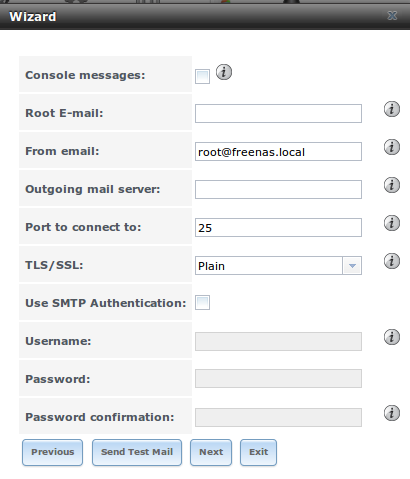 Wizard
Console messages:
Root E-mail:
From email: root@freenas.local
Outgoing mail server:
Port to connect to: 25
TLS/SSL: Plain
Use SMTP Authentication:
Username:
Password:
Password confirmation:
Previous Send Test Mail Next Exit